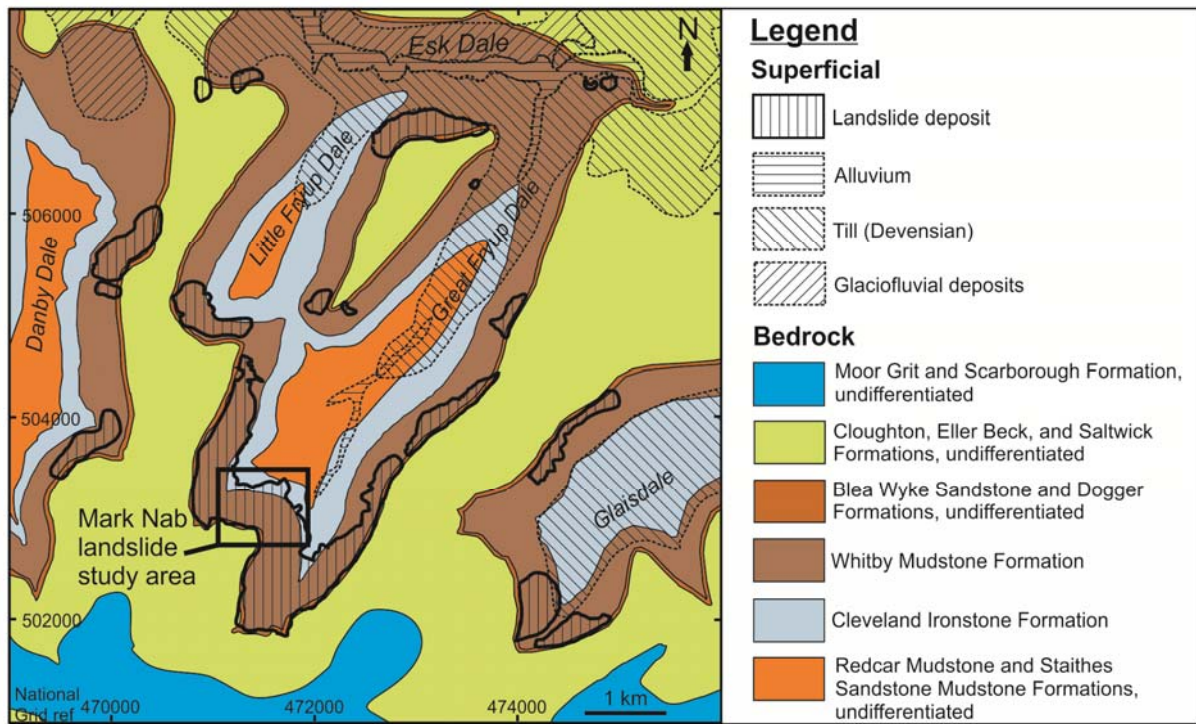 Esk Dale
N
Little Fryup Dale
Great Fryup Dale
Danby Dale
Glaisdale
506000
504000
502000
Mark Nab
landslide
study area
National
Grid ref
470000
472000
474000
1 km
Legend
Superficial
Landslide deposit
Alluvium
Till (Devensian)
Glaciofluvial deposits
Bedrock
Moor Grit and Scarborough Formation,
undifferentiated
Cloughton, Eller Beck, and Saltwick
Formations, undifferentiated
Blea Wyke Sandstone and Dogger
Formations, undifferentiated
Whitby Mudstone Formation
Cleveland Ironstone Formation
Redcar Mudstone and Staithes
Sandstone Mudstone Formations,
undifferentiated